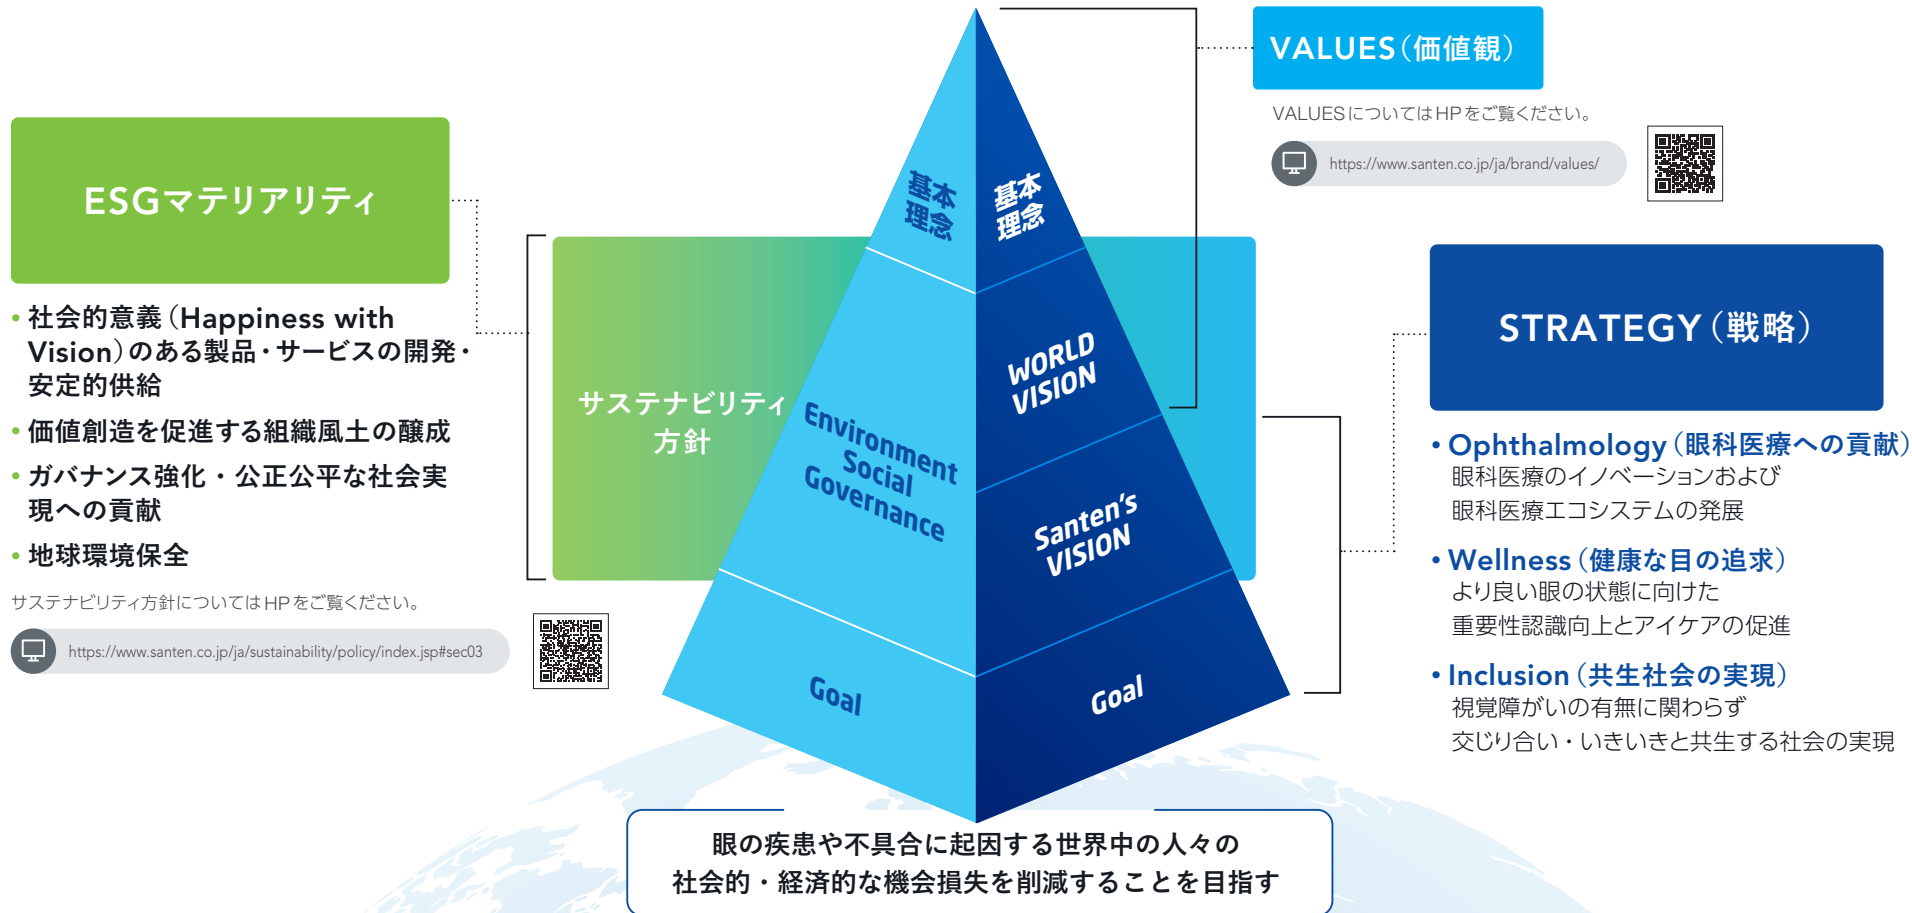 ESGマテリアリティ
• 社会的意義（Happiness with
Vision）のある製品・サービスの開発・
安定的供給
• 価値創造を促進する組織風土の醸成
• ガバナンス強化・公正公平な社会実
現への貢献
• 地球環境保全
サステナビリティ方針についてはHPをご覧ください。
https://www.santen.co.jp/ja/sustainability/policy/index.jsp#sec03
サステナビリティ
方針
基本
理念
Environment
Social
Governance
Goal
基本
理念
WORLD
VISION
Santen's
VISION
Goal
VALUES（価値観）
VALUESについてはHPをご覧ください。
https://www.santen.co.jp/ja/brand/values/
STRATEGY（戦略）
• Ophthalmology（眼科医療への貢献）
眼科医療のイノベーションおよび
眼科医療エコシステムの発展
• Wellness（健康な目の追求）
より良い眼の状態に向けた
重要性認識向上とアイケアの促進
• Inclusion（共生社会の実現）
視覚障がいの有無に関わらず
交じり合い・いきいきと共生する社会の実現
眼の疾患や不具合に起因する世界中の人々の
社会的・経済的な機会損失を削減することを目指す